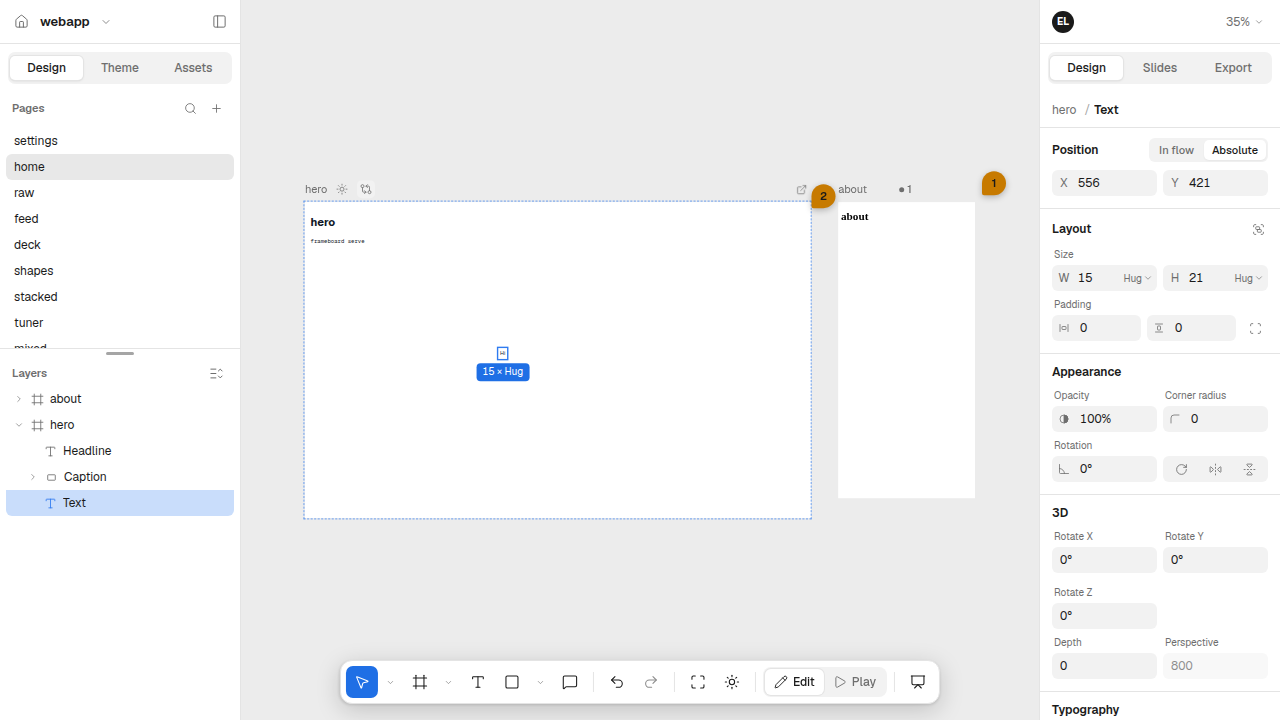 webapp
Design Theme Assets
Pages
settings
home
raw
feed
deck
shapes
stacked
tuner
mixed
Layers
about
hero
Headline
Caption
Text
hero
2
about
1
1
hero
frameboard serve
Hi
15 × Hug
about
Edit
Play
EL
35%
Design Slides Export
hero / Text
Position
In flow Absolute
X 556 Y 421
Layout
Size
W 15 Hug H 21 Hug
Padding
0 0
Appearance
Opacity Corner radius
100% 0
Rotation
0°
3D
Rotate X Rotate Y
0° 0°
Rotate Z
0°
Depth Perspective
0 800
Typography